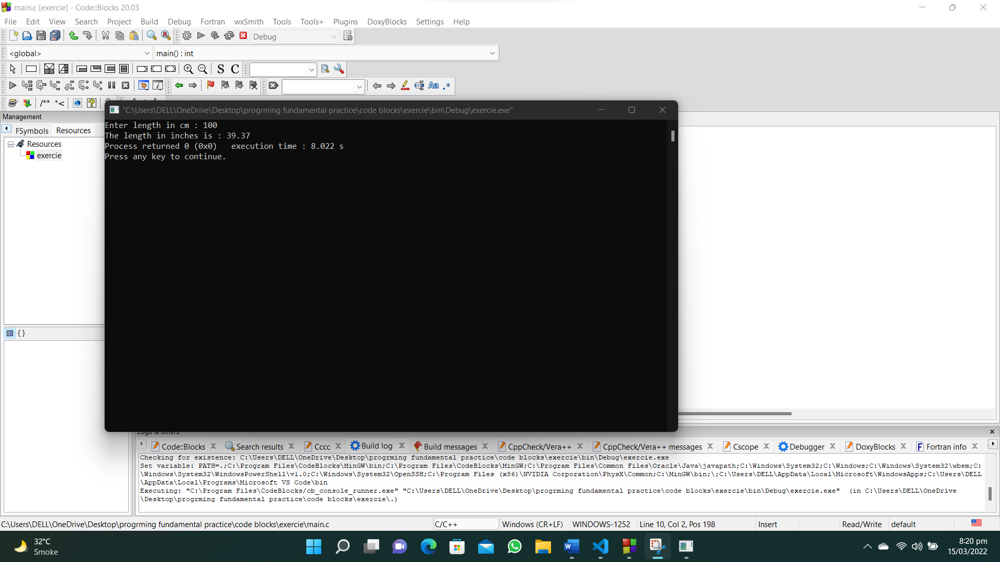 main.c [exercie] - Code::Blocks 20.03
File Edit View Search Project Build Debug Fortran wxSmith Tools Tools+ Plugins DoxyBlocks Settings Help
Debug
<global> main() : int
S C
Aa .*
/** *<
Management
FSymbols Resources
Resources
exercie
{}
"C:\Users\DELL\OneDrive\Desktop\progrming fundamental practice\code blocks\exercie\bin\Debug\exercie.exe"
Enter length in cm : 100
The length in inches is : 39.37
Process returned 0 (0x0)   execution time : 8.022 s
Press any key to continue.
Logs & others
Code::Blocks Search results Cccc Build log Build messages CppCheck/Vera++ CppCheck/Vera++ messages Cscope Debugger DoxyBlocks Fortran info
Checking for existence: C:\Users\DELL\OneDrive\Desktop\progrming fundamental practice\code blocks\exercie\bin\Debug\exercie.exe
Set variable: PATH=.;C:\Program Files\CodeBlocks\MinGW\bin;C:\Program Files\CodeBlocks\MinGW;C:\Program Files\Common Files\Oracle\Java\javapath;C:\Windows\System32;C:\Windows;C:\Windows\System32\wbem;C:
\Windows\System32\WindowsPowerShell\v1.0;C:\Windows\System32\OpenSSH;C:\Program Files (x86)\NVIDIA Corporation\PhysX\Common;C:\MinGW\bin;\;C:\Users\DELL\AppData\Local\Microsoft\WindowsApps;C:\Users\DELL
\AppData\Local\Programs\Microsoft VS Code\bin
Executing: "C:\Program Files\CodeBlocks/cb_console_runner.exe" "C:\Users\DELL\OneDrive\Desktop\progrming fundamental practice\code blocks\exercie\bin\Debug\exercie.exe"  (in C:\Users\DELL\OneDrive
\Desktop\progrming fundamental practice\code blocks\exercie\.)
C:\Users\DELL\OneDrive\Desktop\progrming fundamental practice\code blocks\exercie\main.c C/C++ Windows (CR+LF) WINDOWS-1252 Line 10, Col 2, Pos 198 Insert Read/Write default
32°C
Smoke
8:20 pm
15/03/2022